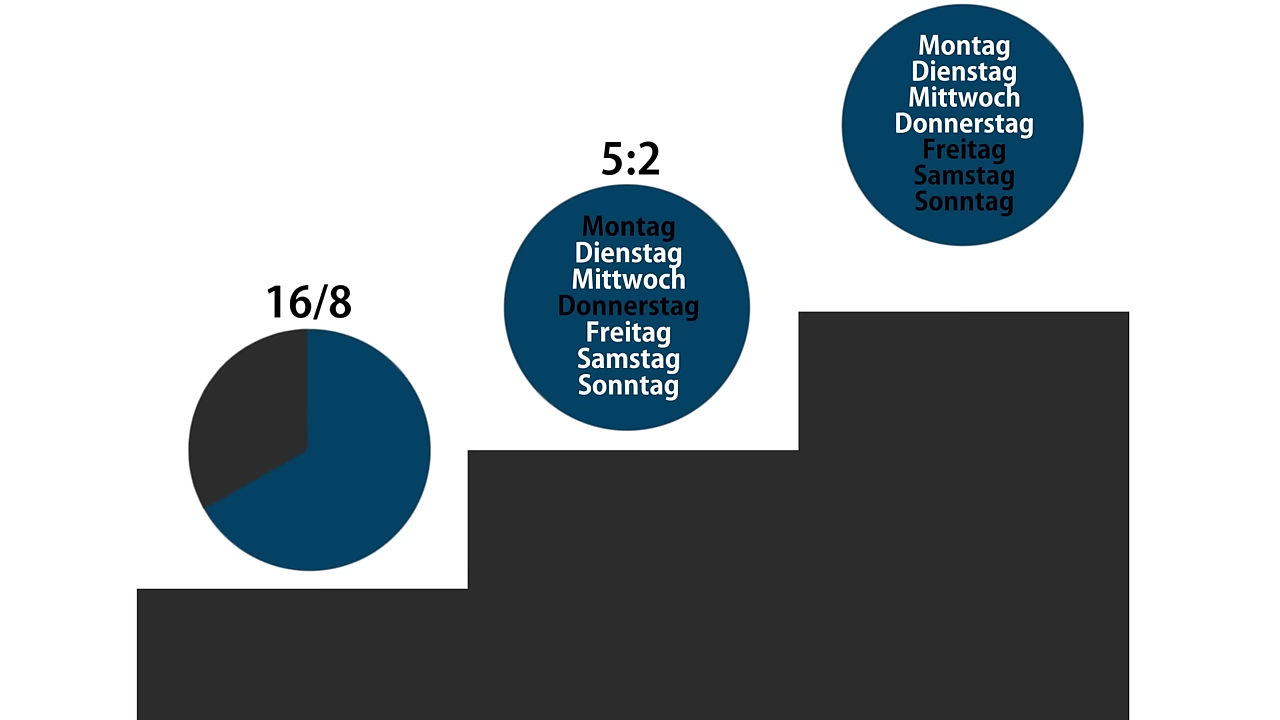 16/8
5:2
Montag
Dienstag
Mittwoch
Donnerstag
Freitag
Samstag
Sonntag
Montag
Dienstag
Mittwoch
Donnerstag
Freitag
Samstag
Sonntag